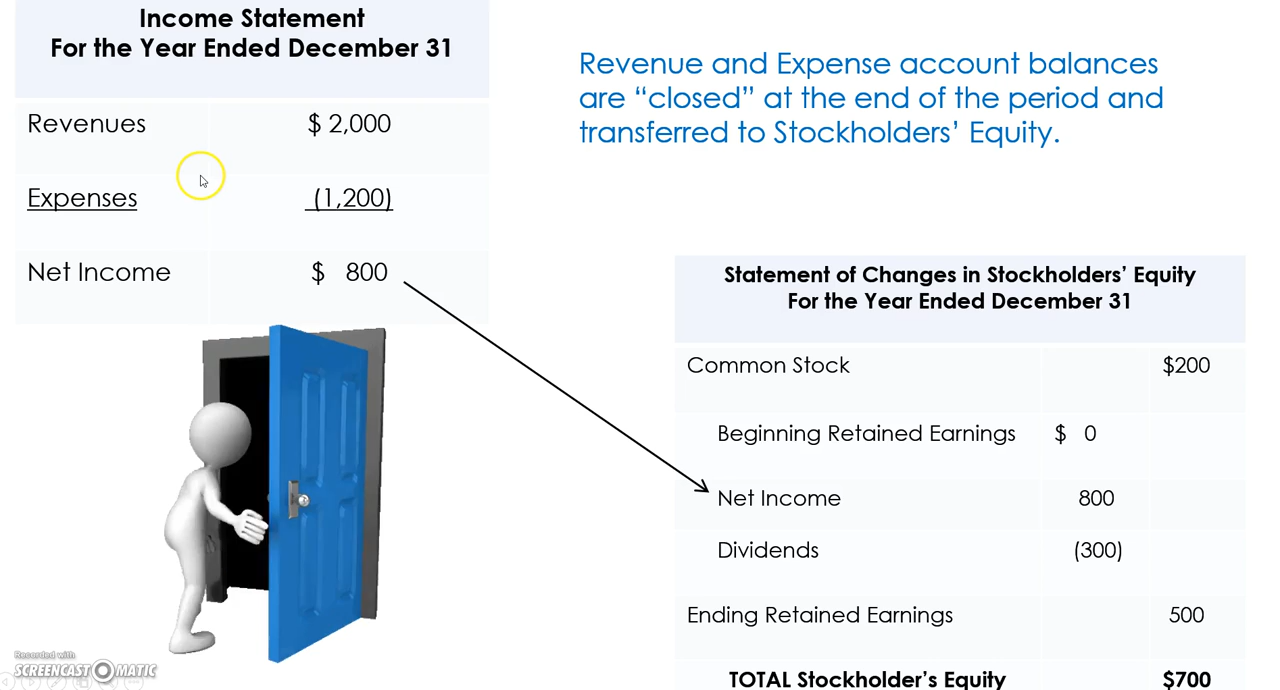 Income Statement
For the Year Ended December 31
Revenues $ 2,000
Expenses (1,200)
Net Income $ 800
Revenue and Expense account balances
are “closed” at the end of the period and
transferred to Stockholders’ Equity.
Statement of Changes in Stockholders’ Equity
For the Year Ended December 31
Common Stock $200
Beginning Retained Earnings $ 0
Net Income 800
Dividends (300)
Ending Retained Earnings 500
TOTAL Stockholder’s Equity $700
Recorded with
SCREENCAST O MATIC